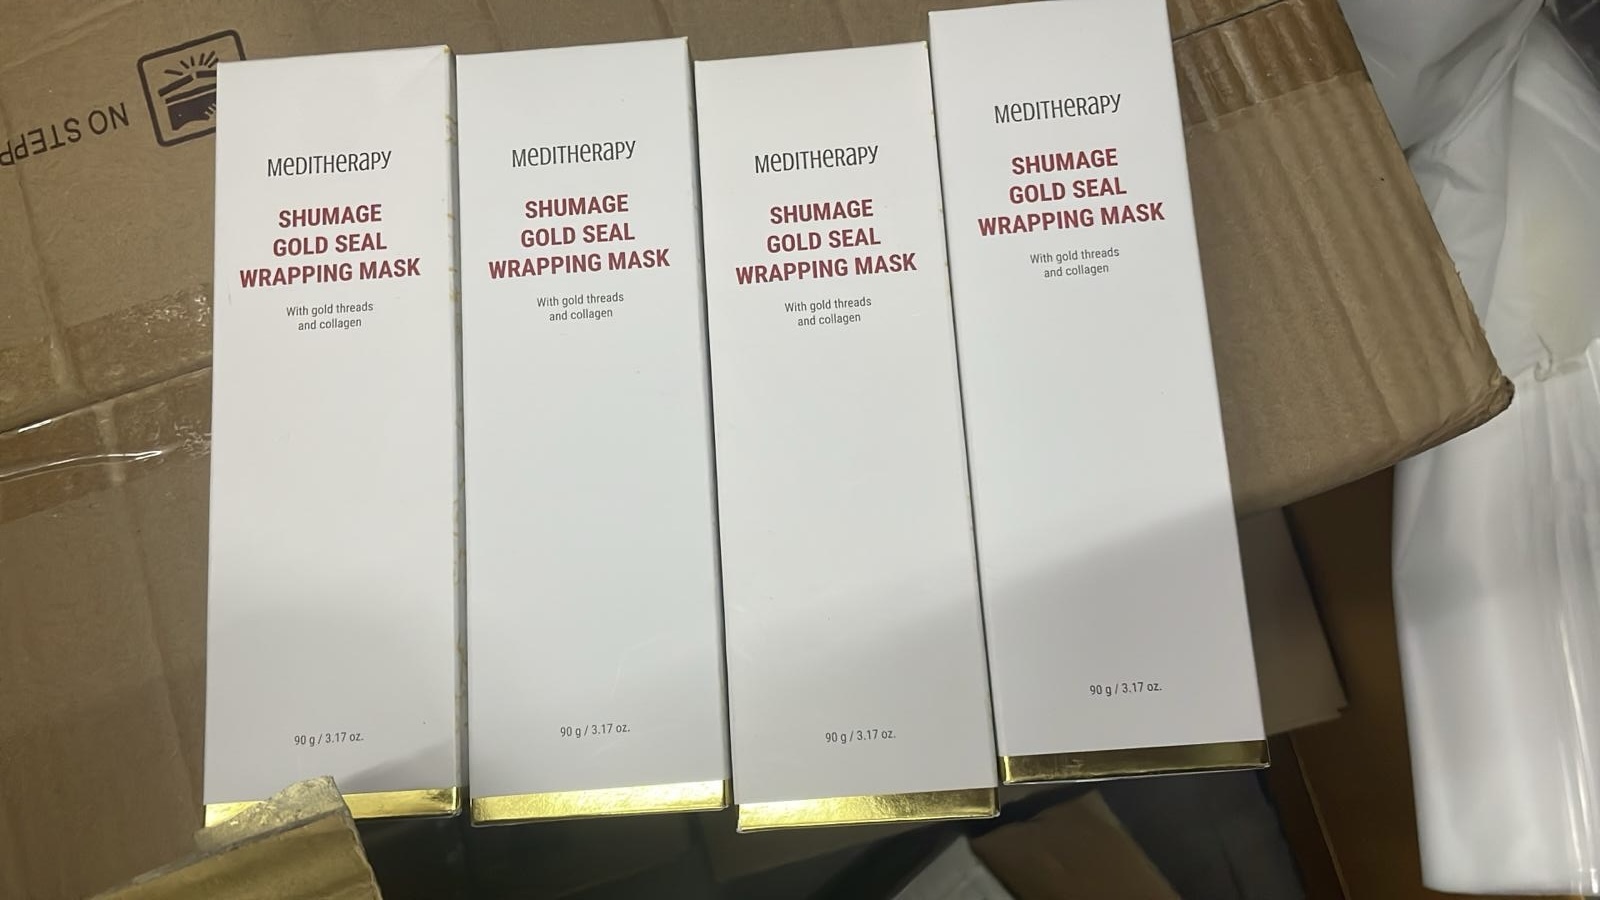 NO STEPP
MEDITHERAPY
SHUMAGE
GOLD SEAL
WRAPPING MASK
With gold threads
and collagen
90 g / 3.17 oz.
MEDITHERAPY
SHUMAGE
GOLD SEAL
WRAPPING MASK
With gold threads
and collagen
90 g / 3.17 oz.
MEDITHERAPY
SHUMAGE
GOLD SEAL
WRAPPING MASK
With gold threads
and collagen
90 g / 3.17 oz.
MEDITHERAPY
SHUMAGE
GOLD SEAL
WRAPPING MASK
With gold threads
and collagen
90 g / 3.17 oz.